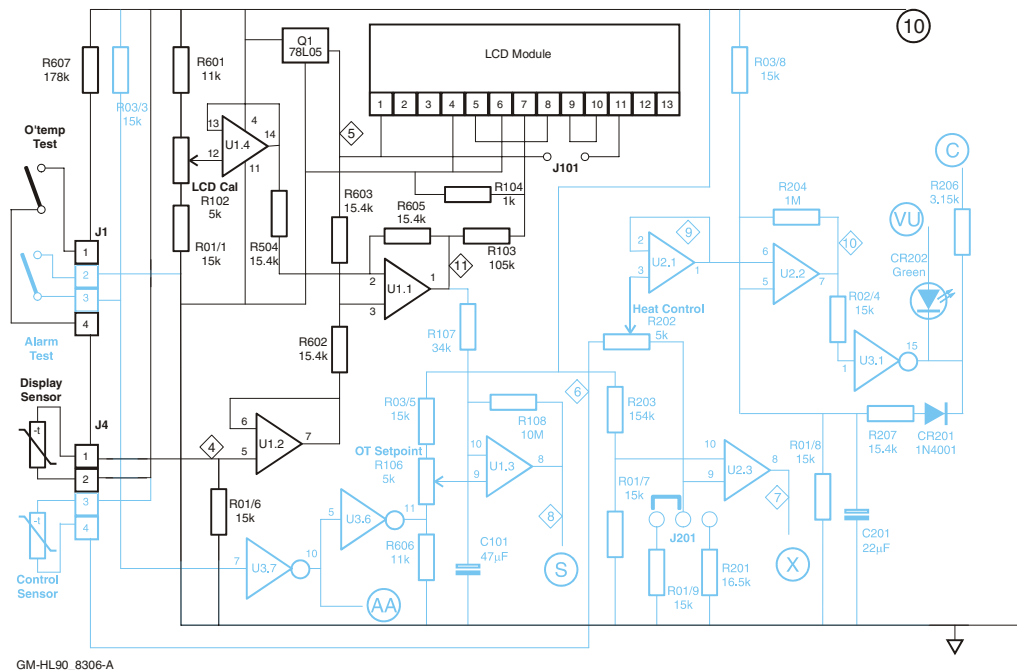 10
Q1
78L05
LCD Module
1 2 3 4 5 6 7 8 9 10 11 12 13
R607
178k
R03/3
15k
R601
11k
R03/8
15k
O'temp
Test
13
4
14
U1.4
12
11
5
J101
C
LCD Cal
R102
5k
R603
15.4k
R104
1k
R204
1M
R206
3.15k
R605
15.4k
VU
J1
R01/1
15k
R504
15.4k
R103
105k
9
10
1
2
3
4
2
U2.1
3
1
6
U2.2
5
7
CR202
Green
2
U1.1
3
1
11
R02/4
15k
Heat Control
R202
5k
Alarm
Test
R602
15.4k
R107
34k
15
U3.1
1
Display
Sensor
-t
J4
1
2
3
4
4
6
U1.2
5
7
R03/5
15k
6
R108
10M
R203
154k
R207
15.4k
CR201
1N4001
OT Setpoint
R106
5k
10
U1.3
9
8
10
U2.3
9
8
R01/8
15k
R01/6
15k
R01/7
15k
7
-t
Control
Sensor
5
U3.6
11
8
J201
C201
22µF
7
U3.7
10
R606
11k
C101
47µF
S
X
R01/9
15k
R201
16.5k
AA
GM-HL90 8306-A